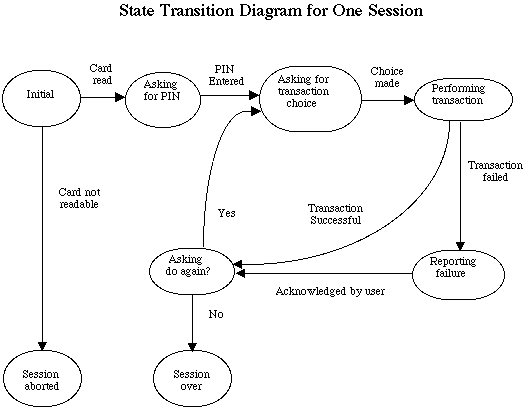 State Transition Diagram for One Session
Card
read
PIN
Entered
Choice
made
Initial
Asking
for PIN
Asking for
transaction
choice
Performing
transaction
Card not
readable
Yes
Transaction
Successful
Transaction
failed
Asking
do again?
Reporting
failure
Acknowledged by user
No
Session
aborted
Session
over